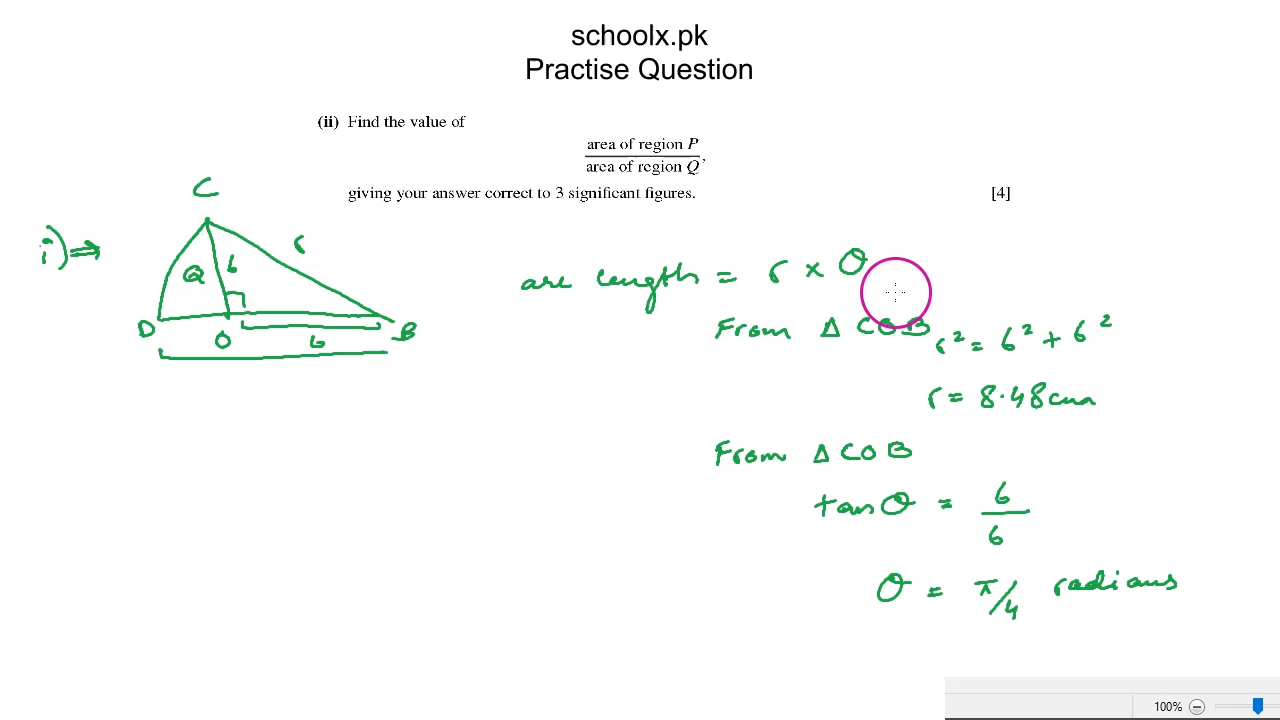 schoolx.pk
Practise Question
(ii) Find the value of
area of region P
area of region Q,
giving your answer correct to 3 significant figures. [4]
i) ⇒
C
r
Q 6
D O 6 B
arc length = r × θ
From Δ COB
r² = 6² + 6²
r = 8.48cm
From Δ COB
tan θ = 6/6
θ = π/4 radians
100%